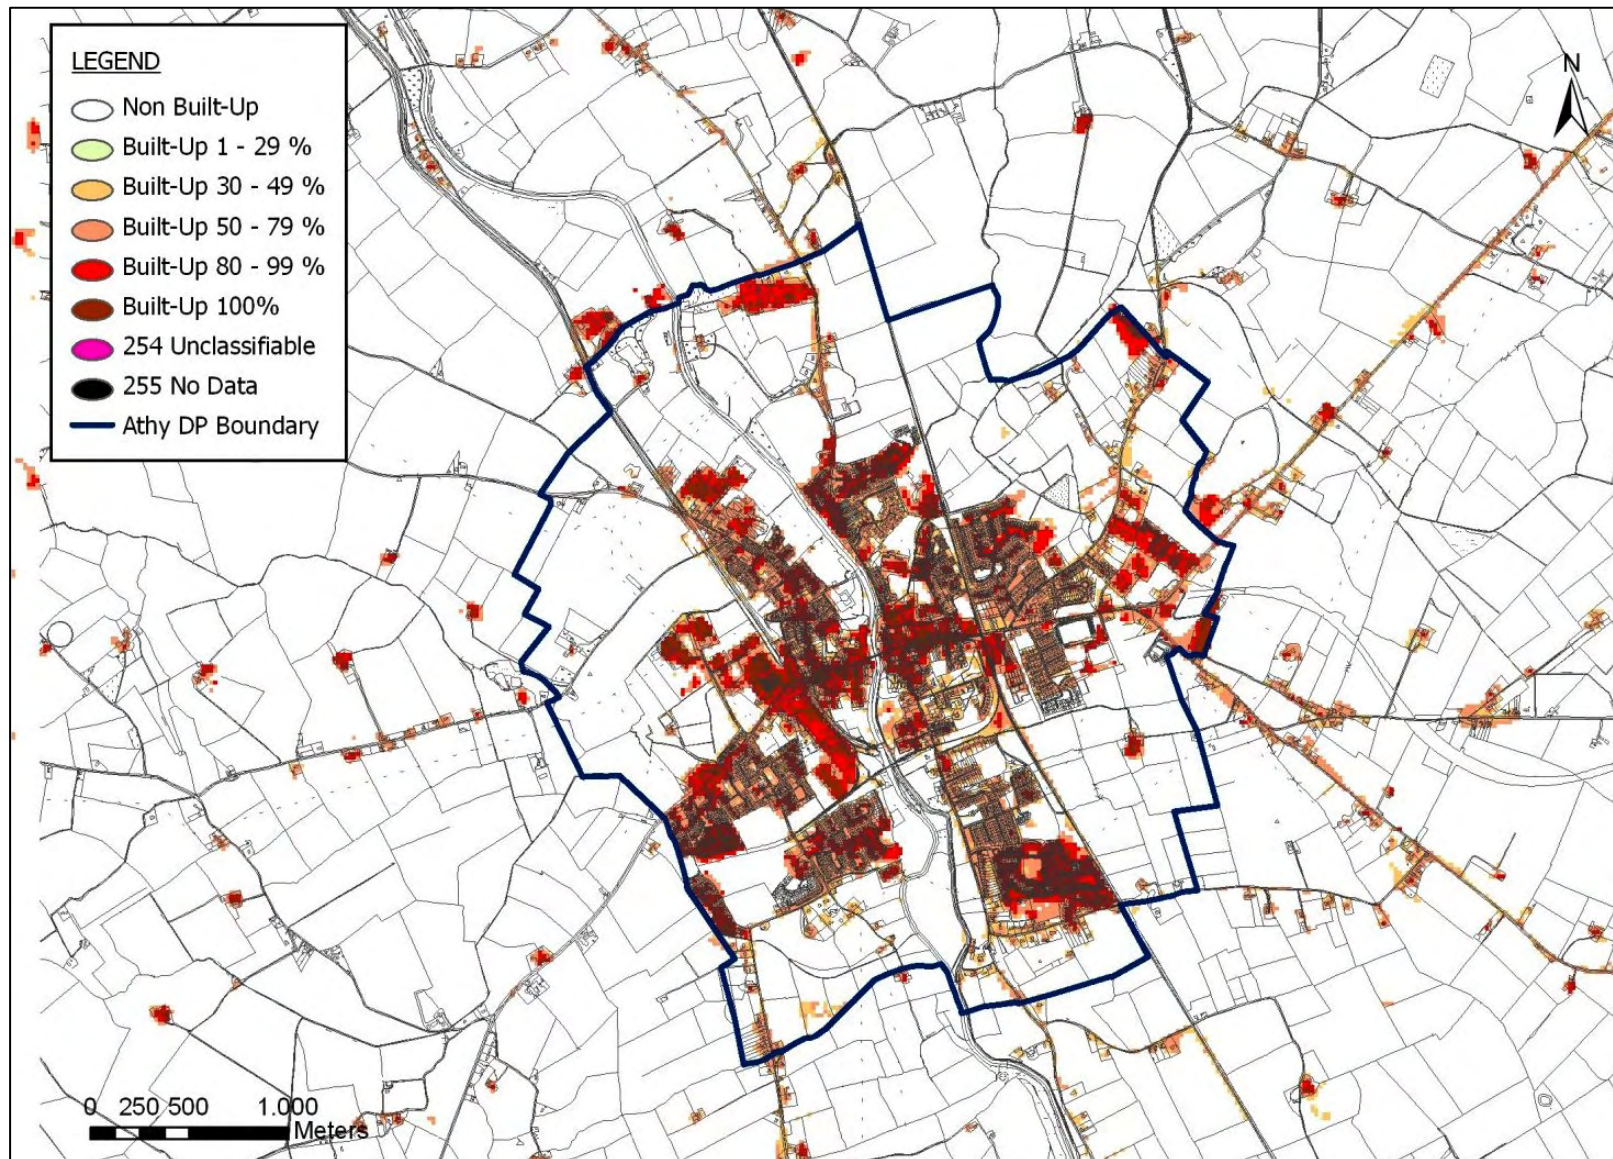 LEGEND
Non Built-Up
Built-Up 1 - 29 %
Built-Up 30 - 49 %
Built-Up 50 - 79 %
Built-Up 80 - 99 %
Built-Up 100%
254 Unclassifiable
255 No Data
Athy DP Boundary
N
0 250 500 1.000
Meters